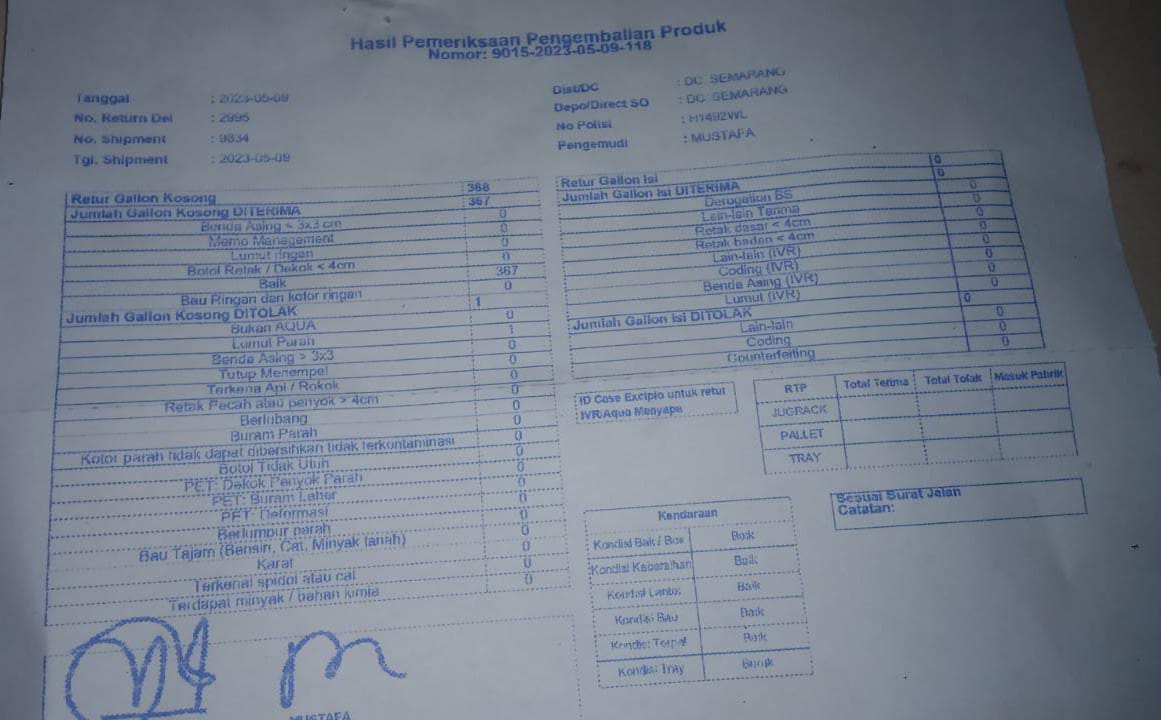 Hasil Pemeriksaan Pengembalian Produk
Nomor: 9015-2023-05-09-118
Tanggal : 2023-05-09
No. Return Del : 2995
No. Shipment : 9834
Tgl. Shipment : 2023-05-09
Dist/DC : DC SEMARANG
Depo/Direct SO : DC SEMARANG
No Polisi : H1492WL
Pengemudi : MUSTAFA
Retur Gallon Kosong 368
Jumlah Gallon Kosong DITERIMA 367
Benda Asing < 3x3 cm 0
Memo Management 0
Lumut ringan 0
Botol Retak / Dekok < 4cm 0
Baik 367
Bau Ringan dan kotor ringan 0
Jumlah Gallon Kosong DITOLAK 1
Bukan AQUA 0
Lumut Parah 1
Benda Asing > 3x3 0
Tutup Menempel 0
Terkena Api / Rokok 0
Retak Pecah atau penyok > 4cm 0
Berlubang 0
Buram Parah 0
Kotor parah tidak dapat dibersihkan tidak terkontaminasi 0
Botol Tidak Utuh 0
PET: Dekok Penyok Parah 0
PET: Buram Leher 0
PET: Deformasi 0
Berlumpur parah 0
Bau Tajam (Bensin, Cat, Minyak tanah) 0
Karat 0
Terkena spidol atau cat 0
Terdapat minyak / bahan kimia 0
Retur Gallon Isi 0
Jumlah Gallon Isi DITERIMA 0
Derogation BS 0
Lain-lain Terima 0
Retak dasar < 4cm 0
Retak badan < 4cm 0
Lain-lain (IVR) 0
Coding (IVR) 0
Benda Asing (IVR) 0
Lumut (IVR) 0
Jumlah Gallon Isi DITOLAK 0
Lain-lain 0
Coding 0
Counterfeiting 0
ID Case Excipio untuk retur
IVR/Aqua Menyapa
RTP Total Terima Total Tolak Masuk Pabrik
JUGRACK
PALLET
TRAY
Sesuai Surat Jalan
Catatan:
Kendaraan
Kondisi Bak / Box Baik
Kondisi Kebersihan Baik
Kondisi Lantai Baik
Kondisi Bau Baik
Kondisi Terpal Baik
Kondisi Tray Buruk
MUSTAFA